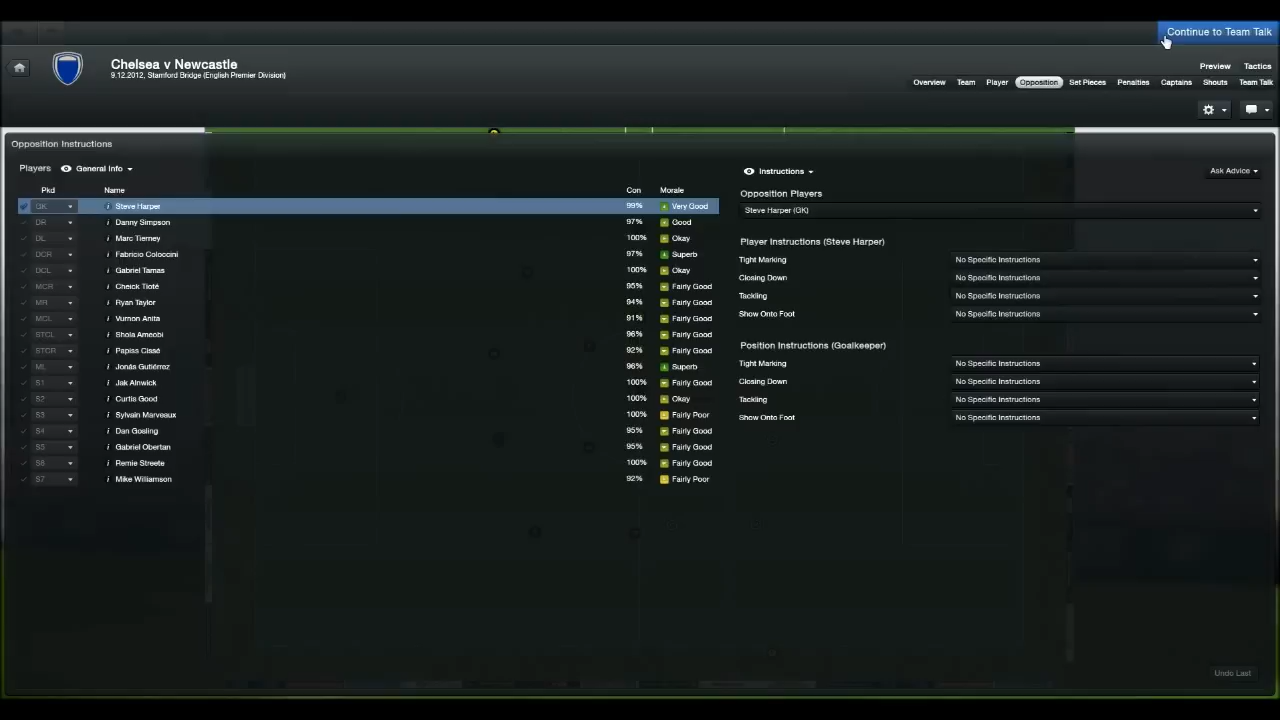 Continue to Team Talk
Chelsea v Newcastle
9.12.2012, Stamford Bridge (English Premier Division)
Preview Tactics
Overview Team Player Opposition Set Pieces Penalties Captains Shouts Team Talk
Opposition Instructions
Players General Info
Pkd Name Con Morale
GK i Steve Harper 99% Very Good
DR i Danny Simpson 97% Good
DL i Marc Tierney 100% Okay
DCR i Fabricio Coloccini 97% Superb
DCL i Gabriel Tamas 100% Okay
MCR i Cheick Tioté 95% Fairly Good
MR i Ryan Taylor 94% Fairly Good
MCL i Vurnon Anita 91% Fairly Good
STCL i Shola Ameobi 96% Fairly Good
STCR i Papiss Cissé 92% Fairly Good
ML i Jonás Gutiérrez 96% Superb
S1 i Jak Alnwick 100% Fairly Good
S2 i Curtis Good 100% Okay
S3 i Sylvain Marveaux 100% Fairly Poor
S4 i Dan Gosling 95% Fairly Good
S5 i Gabriel Obertan 95% Fairly Good
S6 i Remie Streete 100% Fairly Good
S7 i Mike Williamson 92% Fairly Poor
Instructions Ask Advice
Opposition Players
Steve Harper (GK)
Player Instructions (Steve Harper)
Tight Marking No Specific Instructions
Closing Down No Specific Instructions
Tackling No Specific Instructions
Show Onto Foot No Specific Instructions
Position Instructions (Goalkeeper)
Tight Marking No Specific Instructions
Closing Down No Specific Instructions
Tackling No Specific Instructions
Show Onto Foot No Specific Instructions
Undo Last